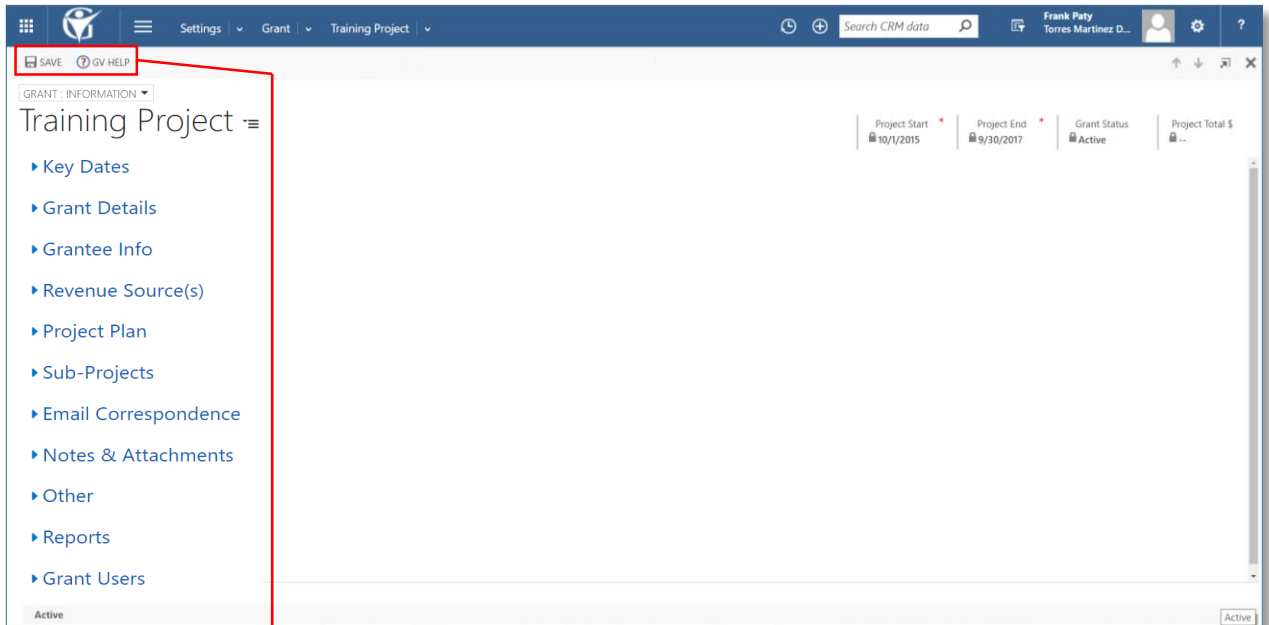 Settings Grant Training Project Search CRM data Frank Paty ?
Torres Martinez D...
SAVE ? GV HELP
GRANT : INFORMATION
Training Project
Project Start * Project End * Grant Status Project Total $
10/1/2015 9/30/2017 Active --
Key Dates
Grant Details
Grantee Info
Revenue Source(s)
Project Plan
Sub-Projects
Email Correspondence
Notes & Attachments
Other
Reports
Grant Users
Active Active